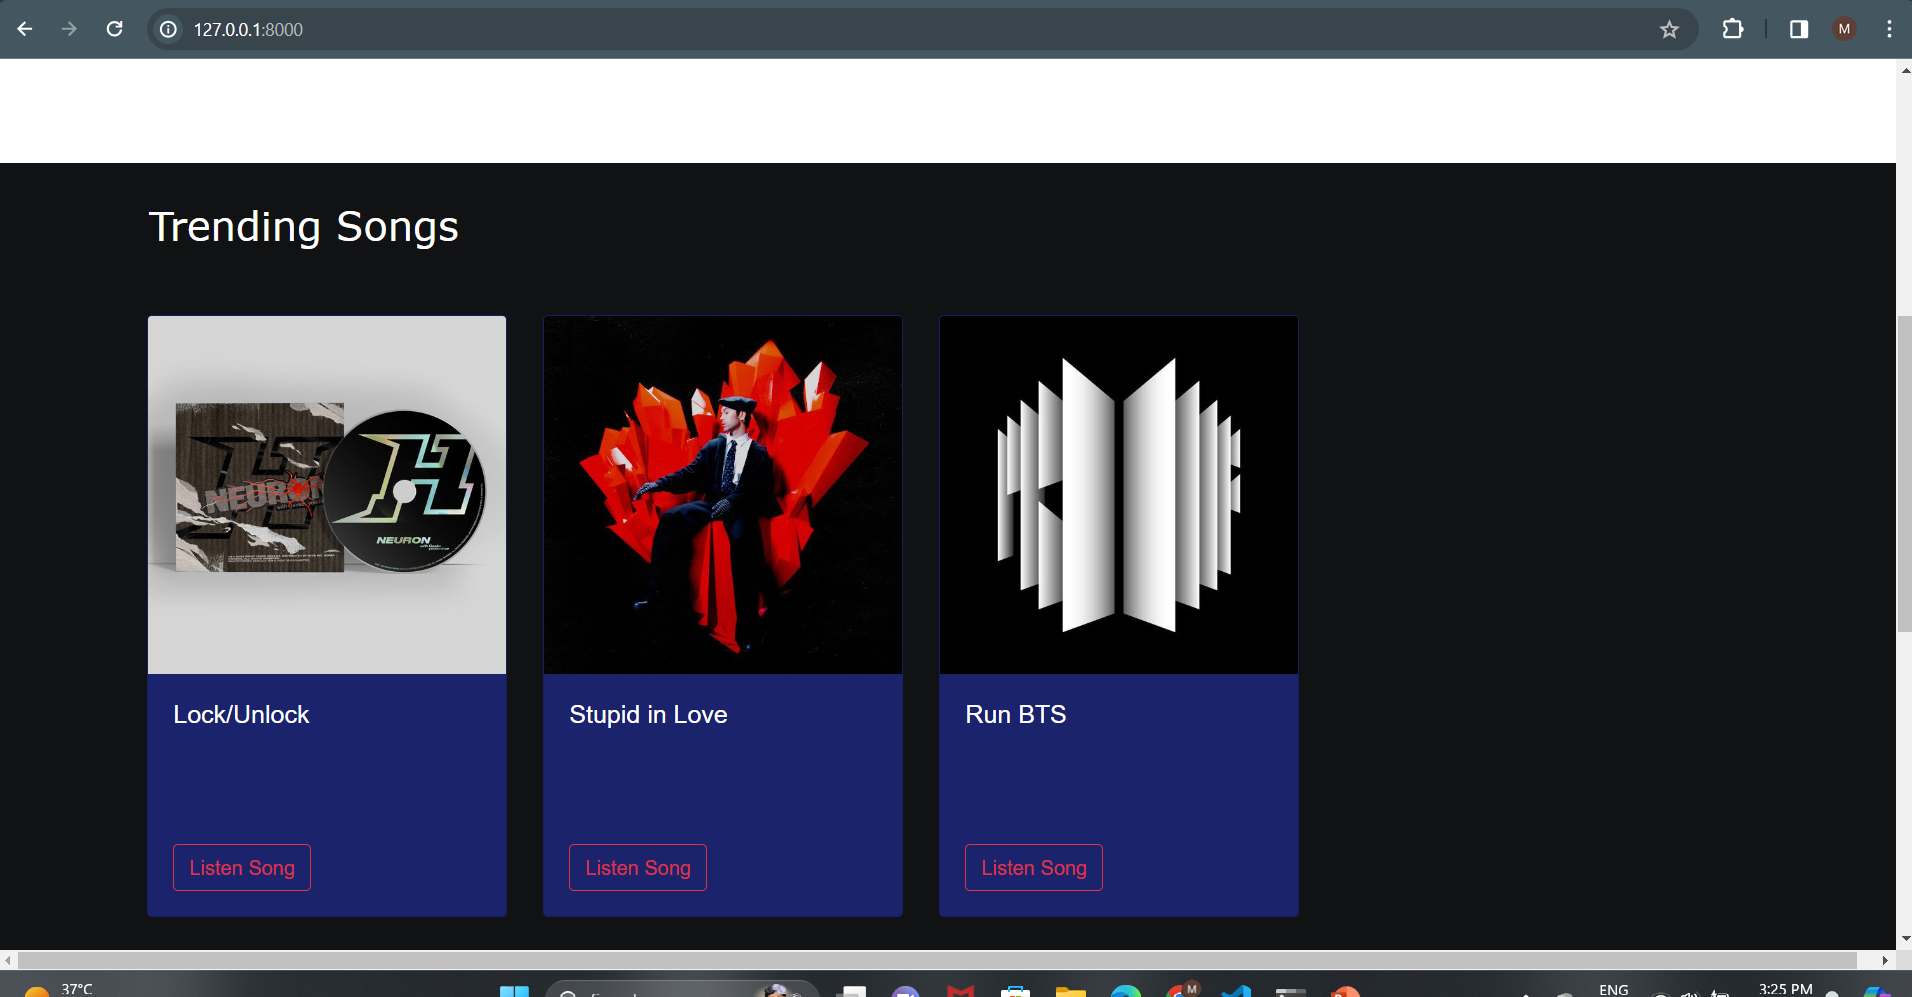 127.0.0.1:8000
M
Trending Songs
NEURON
H
NEURON
Lock/Unlock
Stupid in Love
Run BTS
Listen Song
Listen Song
Listen Song
37°C
M
ENG
3:25 PM